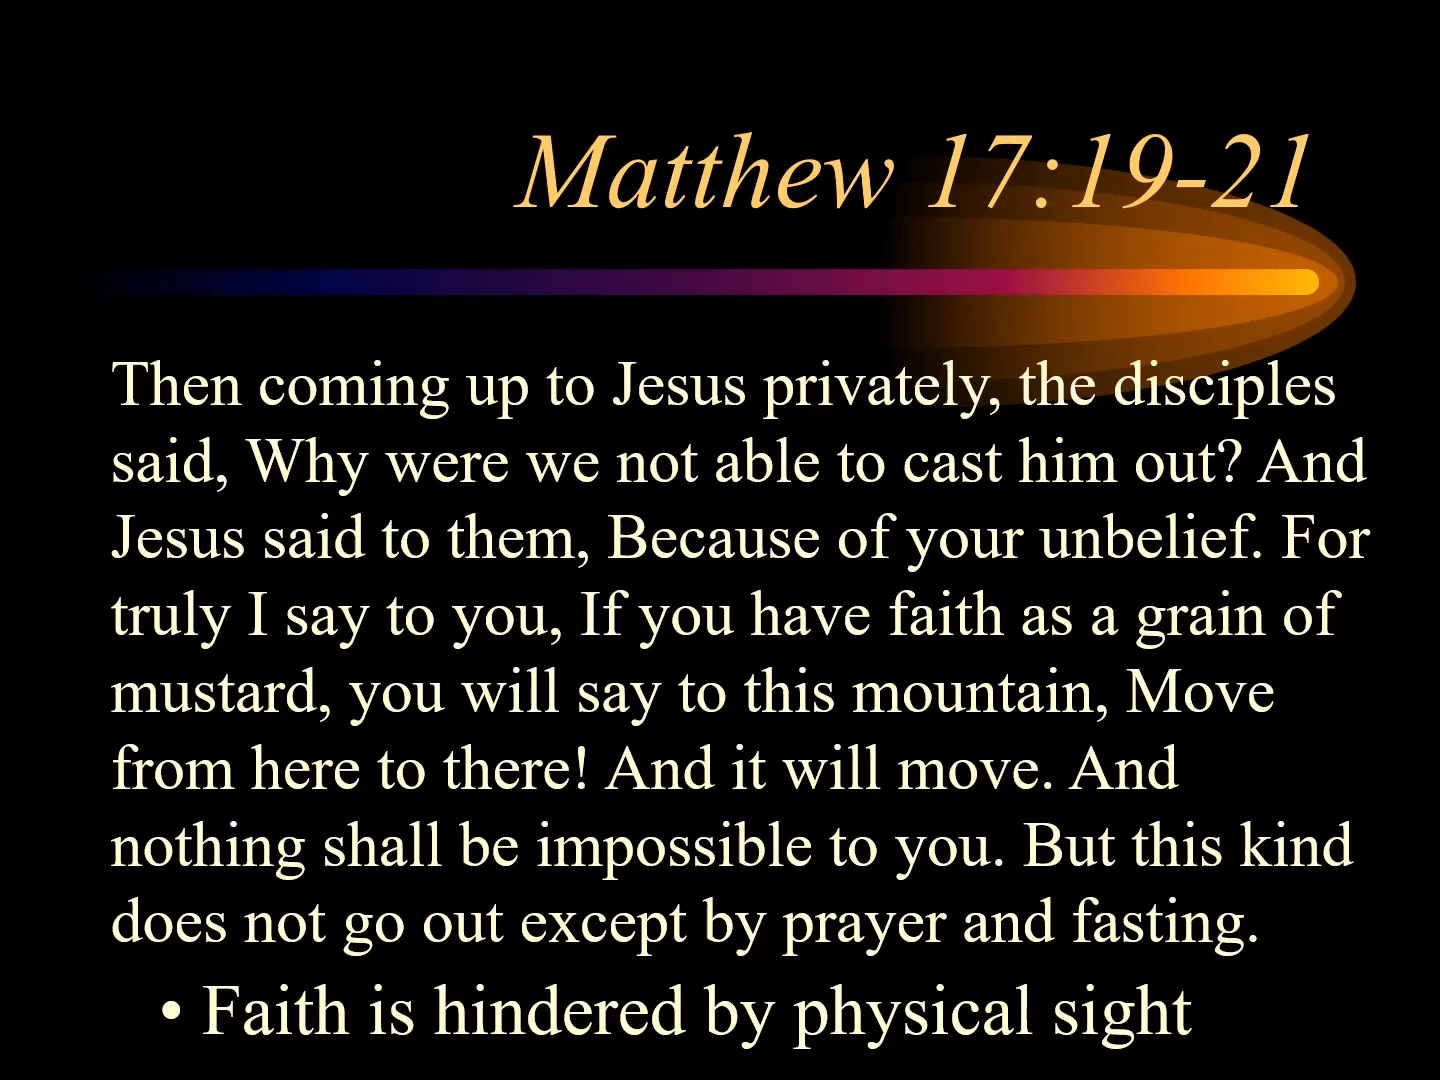 Matthew 17:19-21
Then coming up to Jesus privately, the disciples
said, Why were we not able to cast him out? And
Jesus said to them, Because of your unbelief. For
truly I say to you, If you have faith as a grain of
mustard, you will say to this mountain, Move
from here to there! And it will move. And
nothing shall be impossible to you. But this kind
does not go out except by prayer and fasting.
• Faith is hindered by physical sight